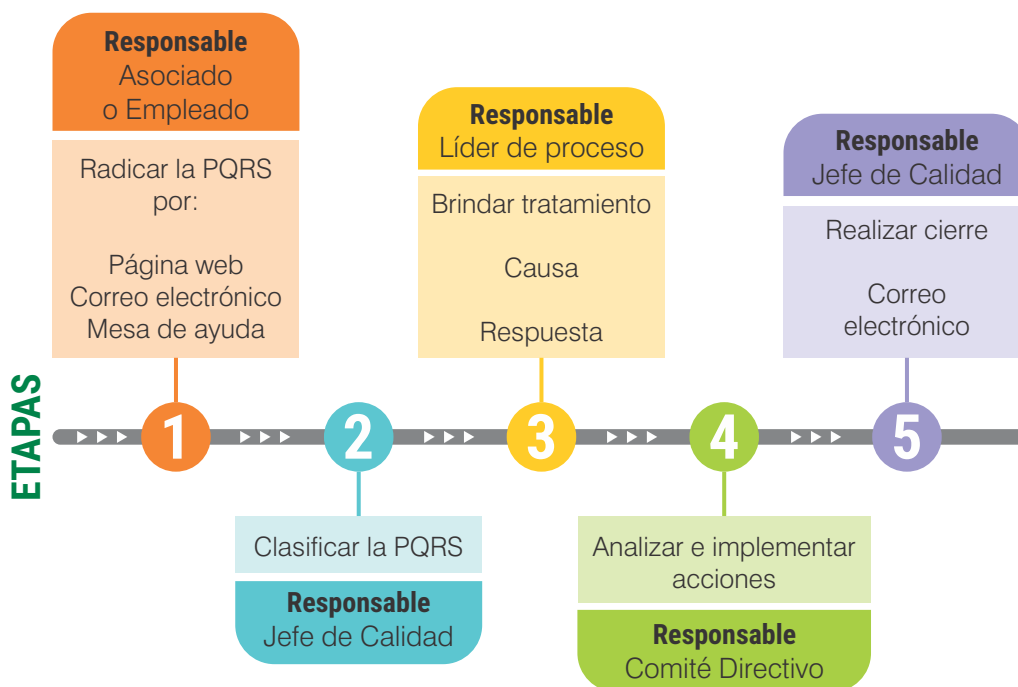 Responsable
Asociado
o Empleado
Radicar la PQRS
por:
Página web
Correo electrónico
Mesa de ayuda
Responsable
Líder de proceso
Brindar tratamiento
Causa
Respuesta
Responsable
Jefe de Calidad
Realizar cierre
Correo
electrónico
ETAPAS
1
2
3
4
5
Clasificar la PQRS
Responsable
Jefe de Calidad
Analizar e implementar
acciones
Responsable
Comité Directivo